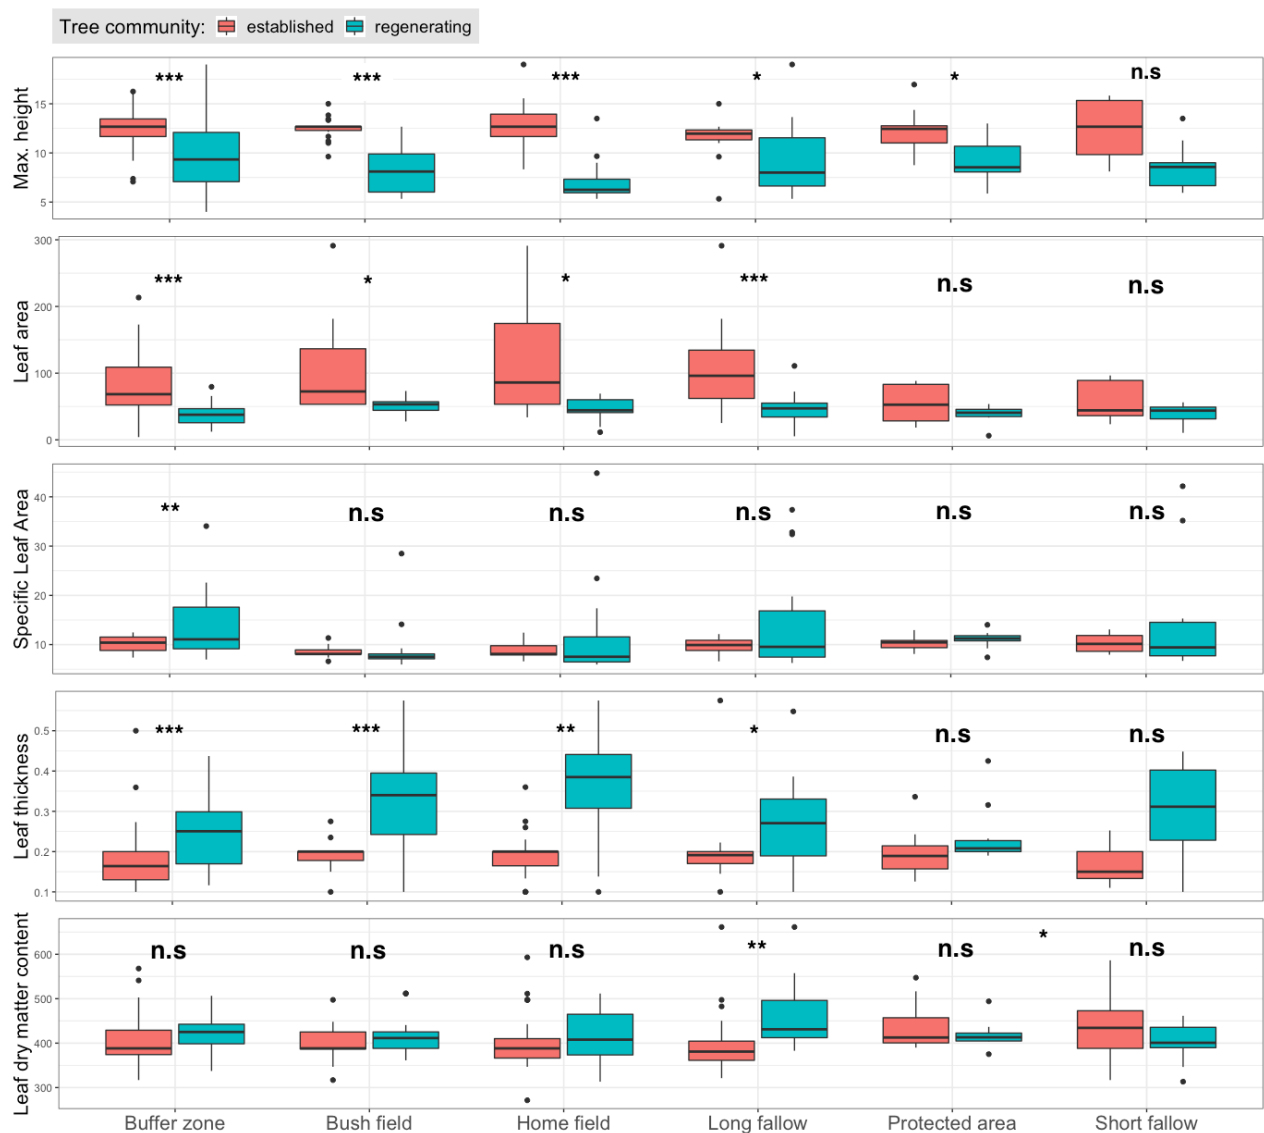 Tree community: established regenerating
Max. height
15
10
5
*** *** *** * * n.s
Leaf area
300
200
100
0
*** * * *** n.s n.s
Specific Leaf Area
40
30
20
10
** n.s n.s n.s n.s n.s
Leaf thickness
0.5
0.4
0.3
0.2
0.1
*** *** ** * n.s n.s
Leaf dry matter content
600
500
400
300
n.s n.s n.s ** n.s * n.s
Buffer zone Bush field Home field Long fallow Protected area Short fallow